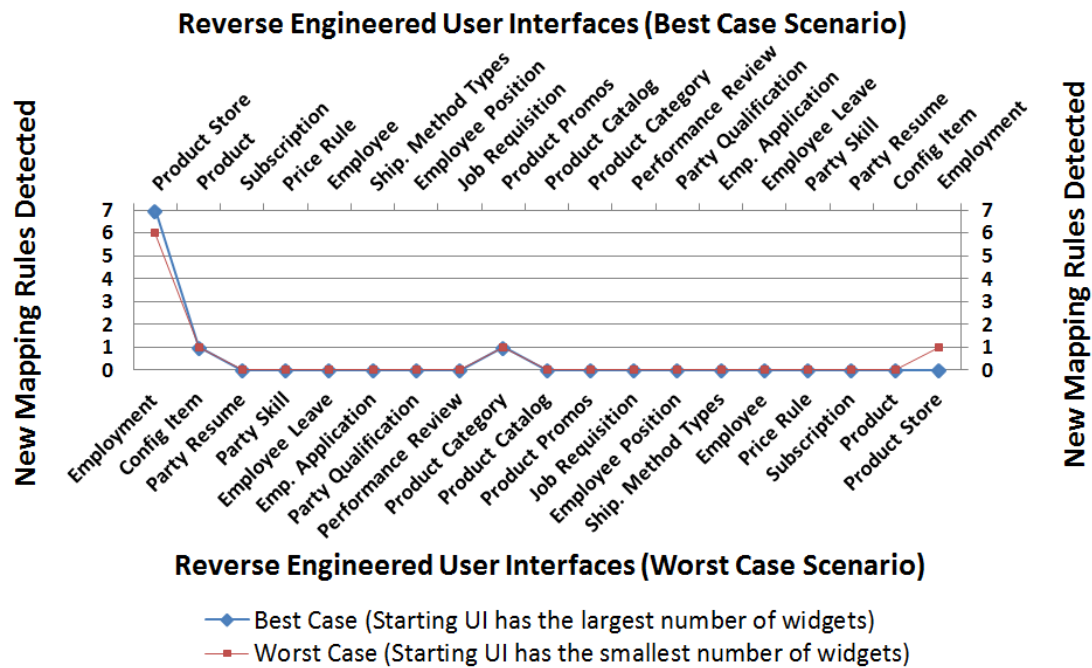 Reverse Engineered User Interfaces (Best Case Scenario)
Product Store
Product
Subscription
Price Rule
Employee
Ship. Method Types
Employee Position
Job Requisition
Product Promos
Product Catalog
Product Category
Performance Review
Party Qualification
Emp. Application
Employee Leave
Party Skill
Party Resume
Config Item
Employment
New Mapping Rules Detected
7
6
5
4
3
2
1
0
7
6
5
4
3
2
1
0
New Mapping Rules Detected
Employment
Config Item
Party Resume
Party Skill
Employee Leave
Emp. Application
Party Qualification
Performance Review
Product Category
Product Catalog
Product Promos
Job Requisition
Employee Position
Ship. Method Types
Employee
Price Rule
Subscription
Product
Product Store
Reverse Engineered User Interfaces (Worst Case Scenario)
Best Case (Starting UI has the largest number of widgets)
Worst Case (Starting UI has the smallest number of widgets)